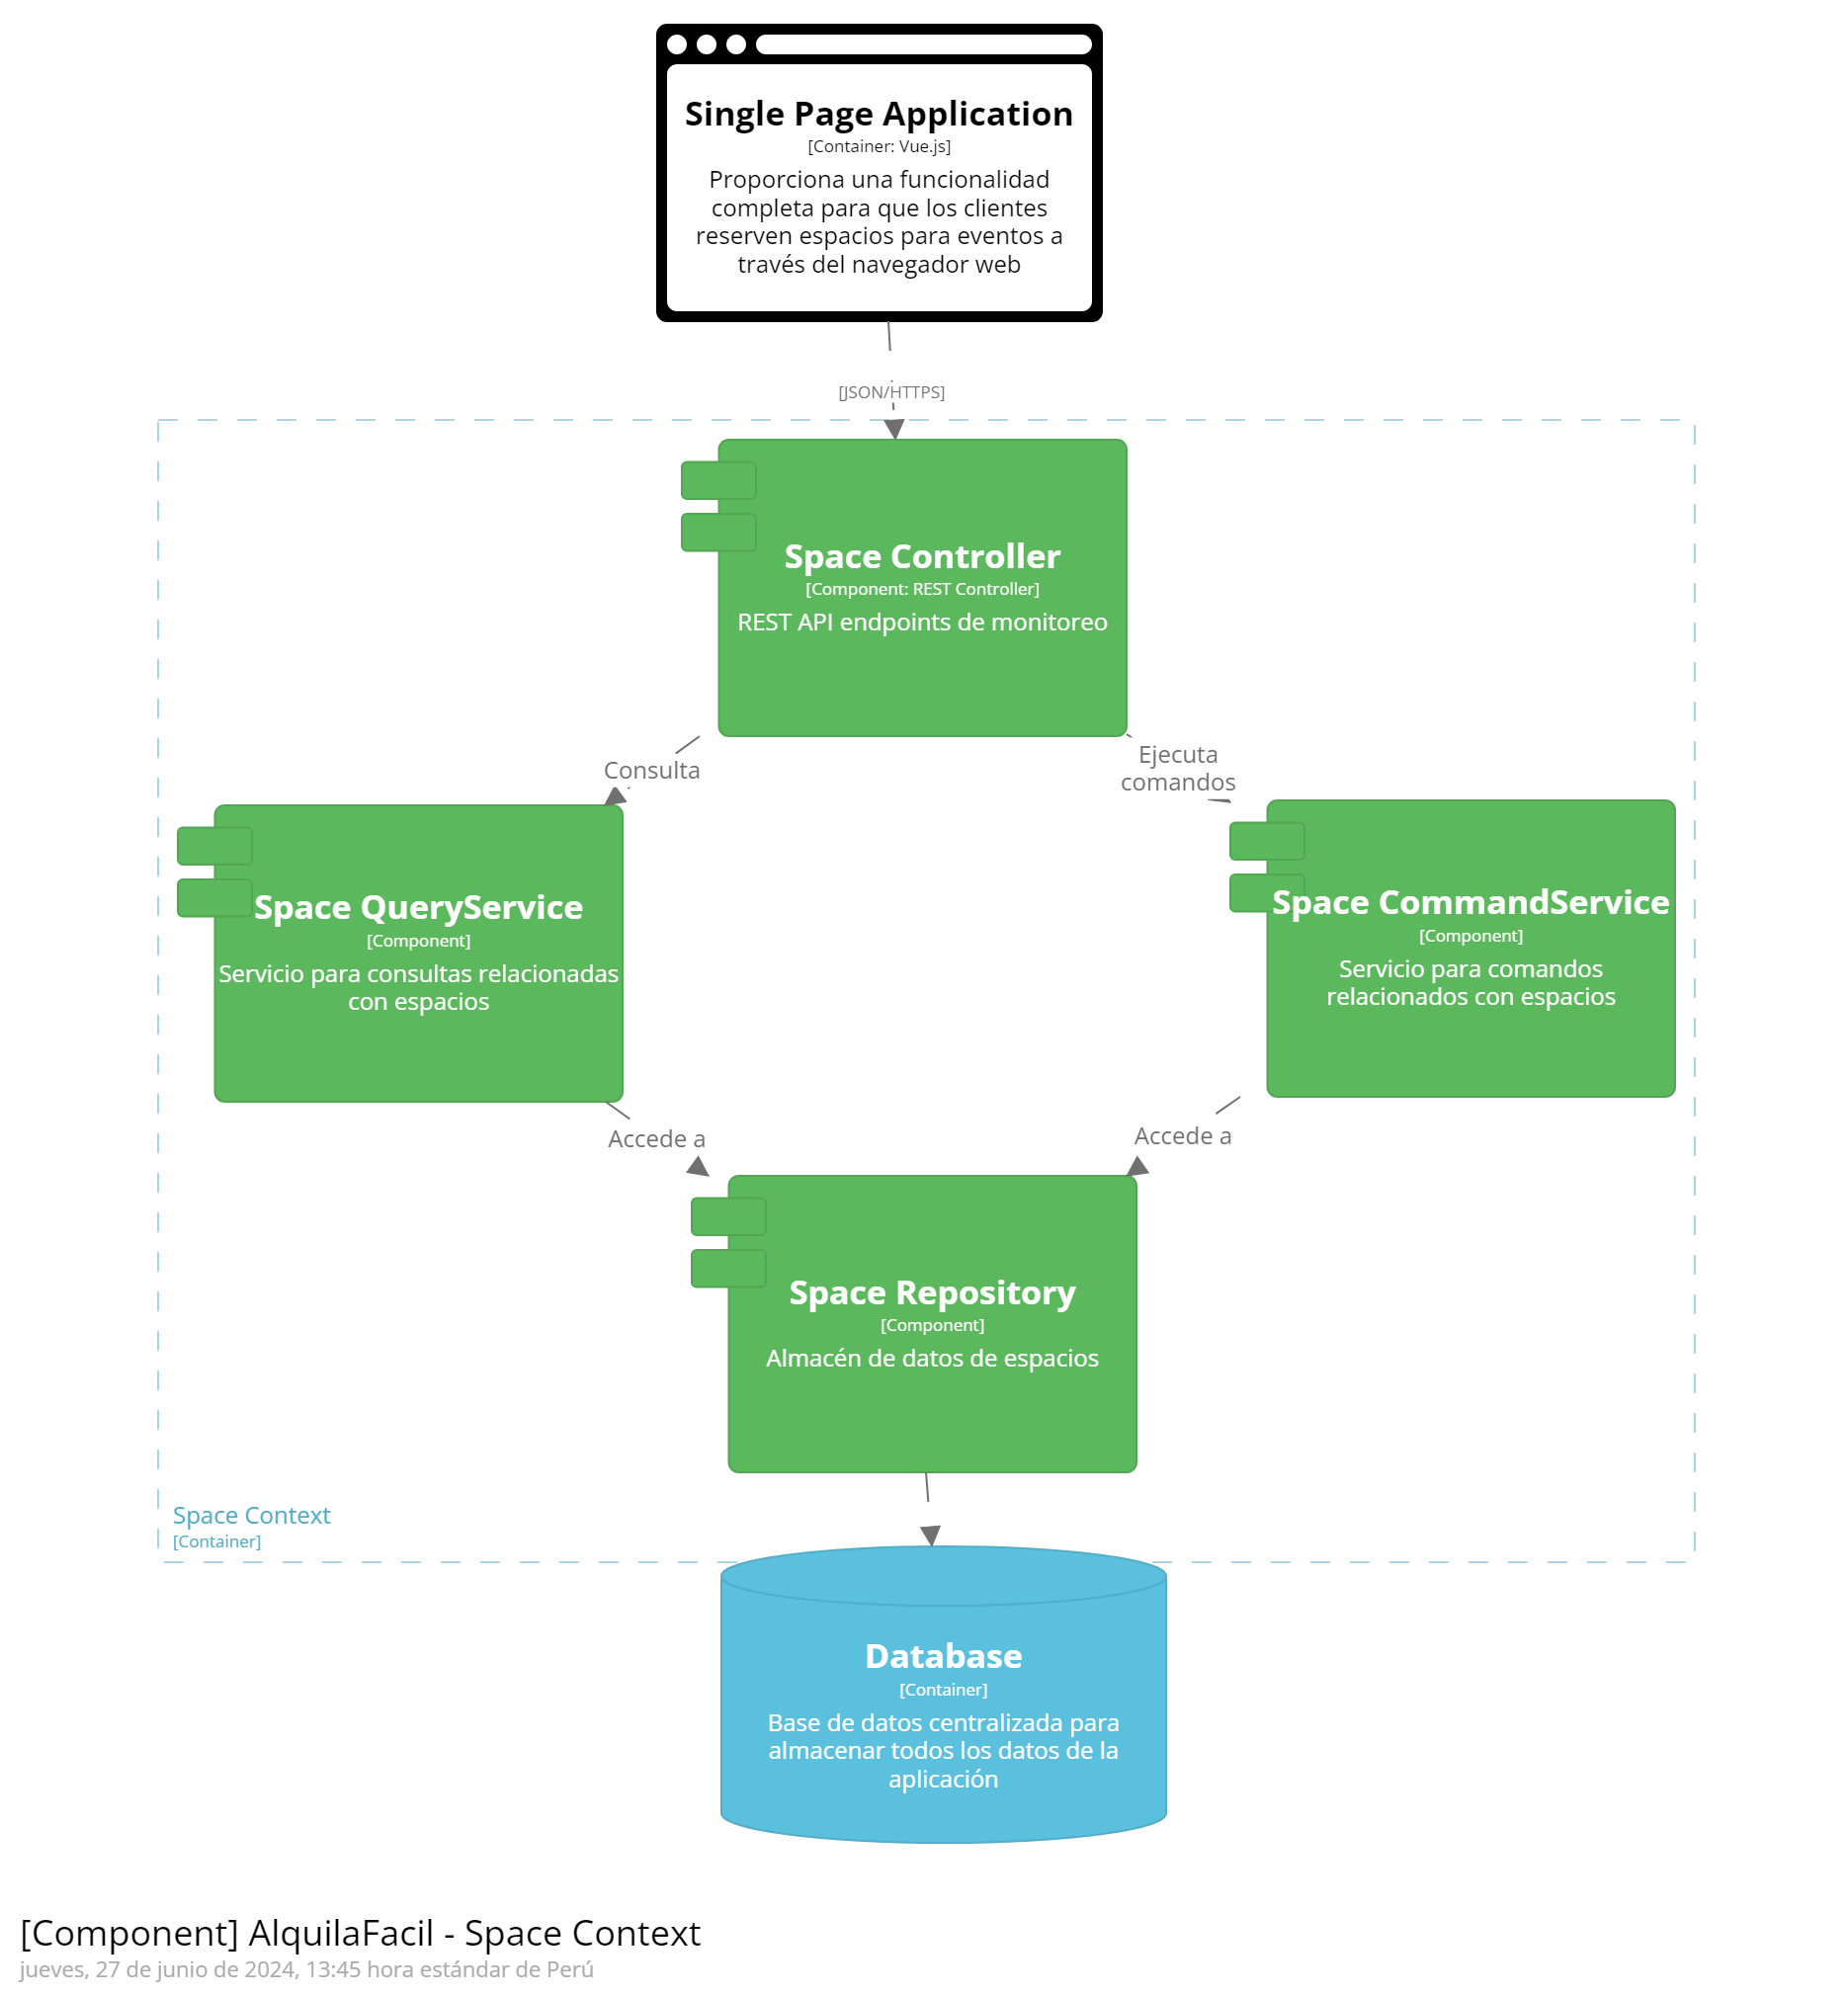 Single Page Application
[Container: Vue.js]
Proporciona una funcionalidad
completa para que los clientes
reserven espacios para eventos a
través del navegador web
[JSON/HTTPS]
Space Controller
[Component: REST Controller]
REST API endpoints de monitoreo
Consulta
Ejecuta
comandos
Space QueryService
[Component]
Servicio para consultas relacionadas
con espacios
Space CommandService
[Component]
Servicio para comandos
relacionados con espacios
Accede a
Accede a
Space Repository
[Component]
Almacén de datos de espacios
Space Context
[Container]
Database
[Container]
Base de datos centralizada para
almacenar todos los datos de la
aplicación
[Component] AlquilaFacil - Space Context
jueves, 27 de junio de 2024, 13:45 hora estándar de Perú